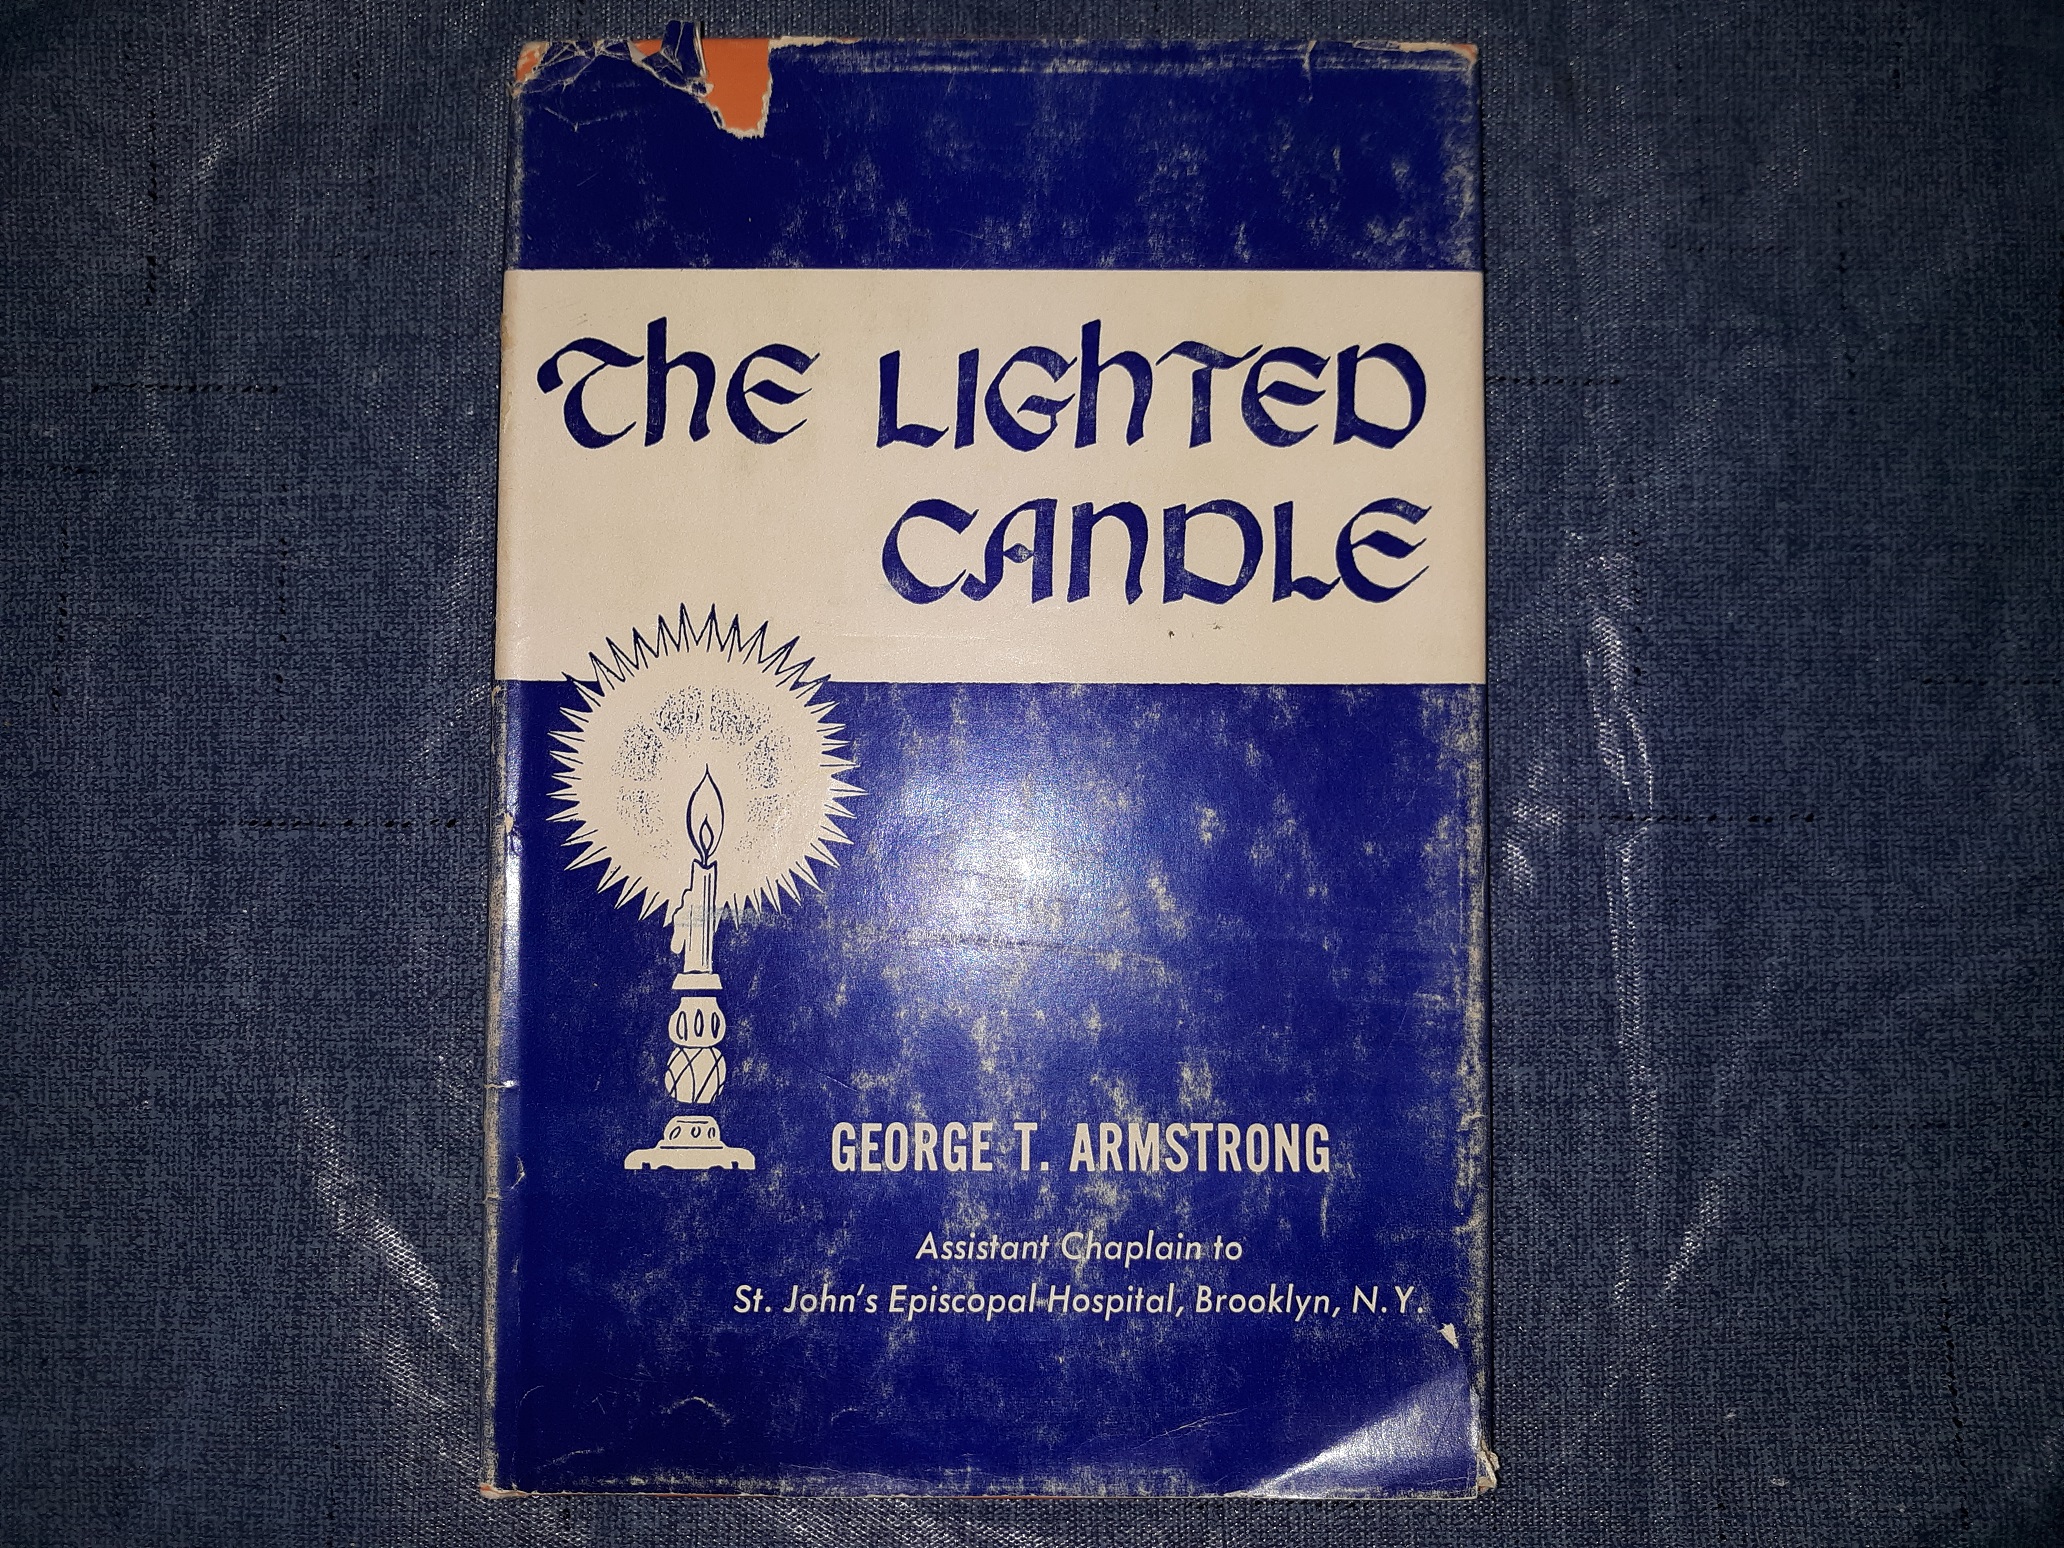 The Lighted
Candle
GEORGE T. ARMSTRONG
Assistant Chaplain to
St. John's Episcopal Hospital, Brooklyn, N.Y.